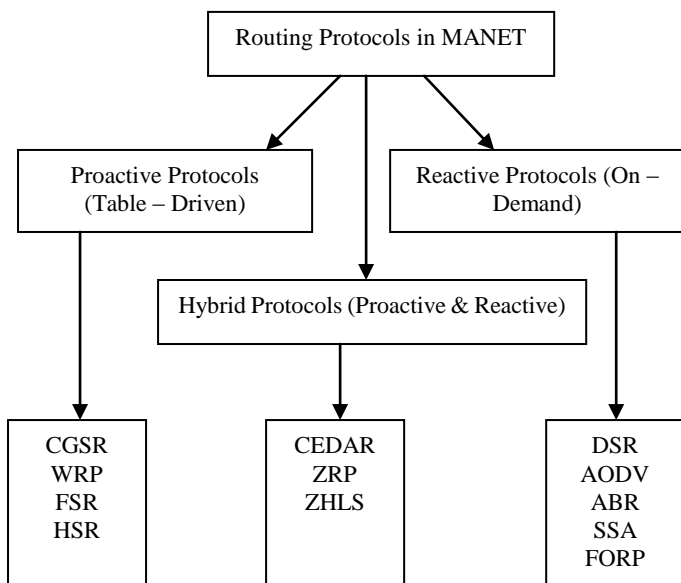 Routing Protocols in MANET
Proactive Protocols
(Table – Driven)
Reactive Protocols (On –
Demand)
Hybrid Protocols (Proactive & Reactive)
CGSR
WRP
FSR
HSR
CEDAR
ZRP
ZHLS
DSR
AODV
ABR
SSA
FORP